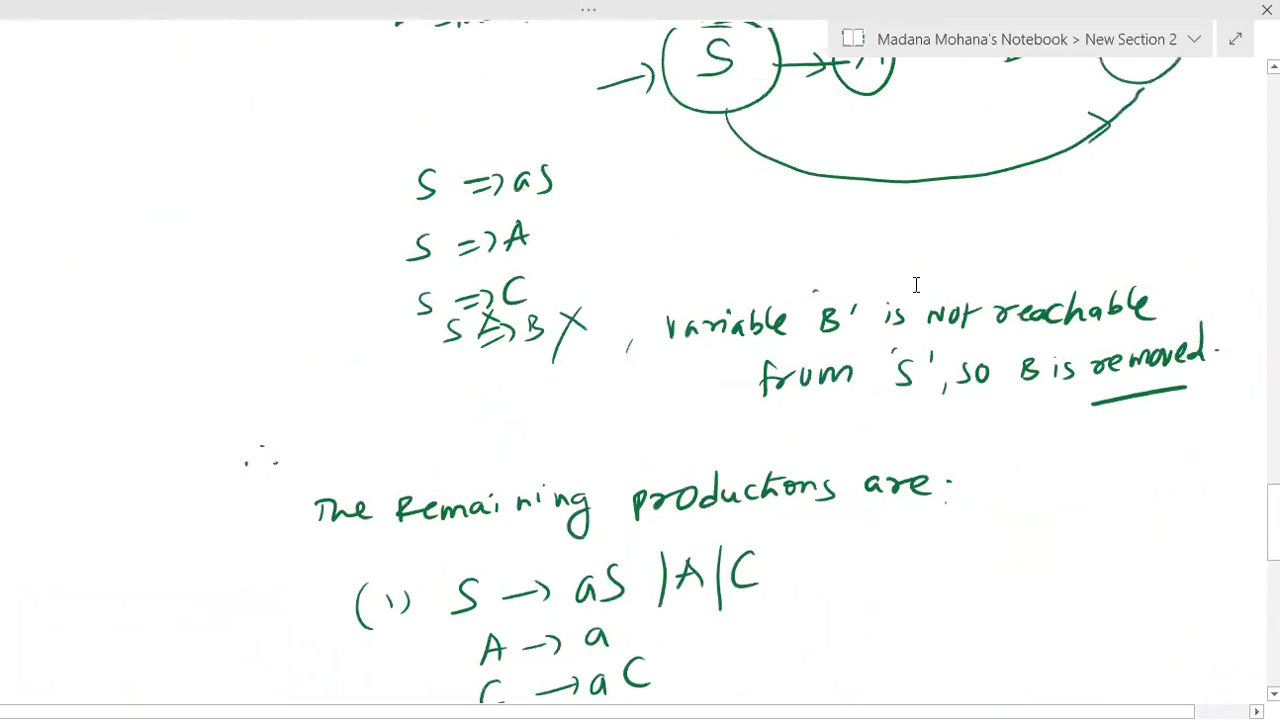 Madana Mohana's Notebook > New Section 2
S
S => aS
S => A
S => C
S => B X , variable 'B' is not reachable
from 'S', so B is removed.
∴
The Remaining productions are.
(1) S → aS |A|C
A → a
C → aC